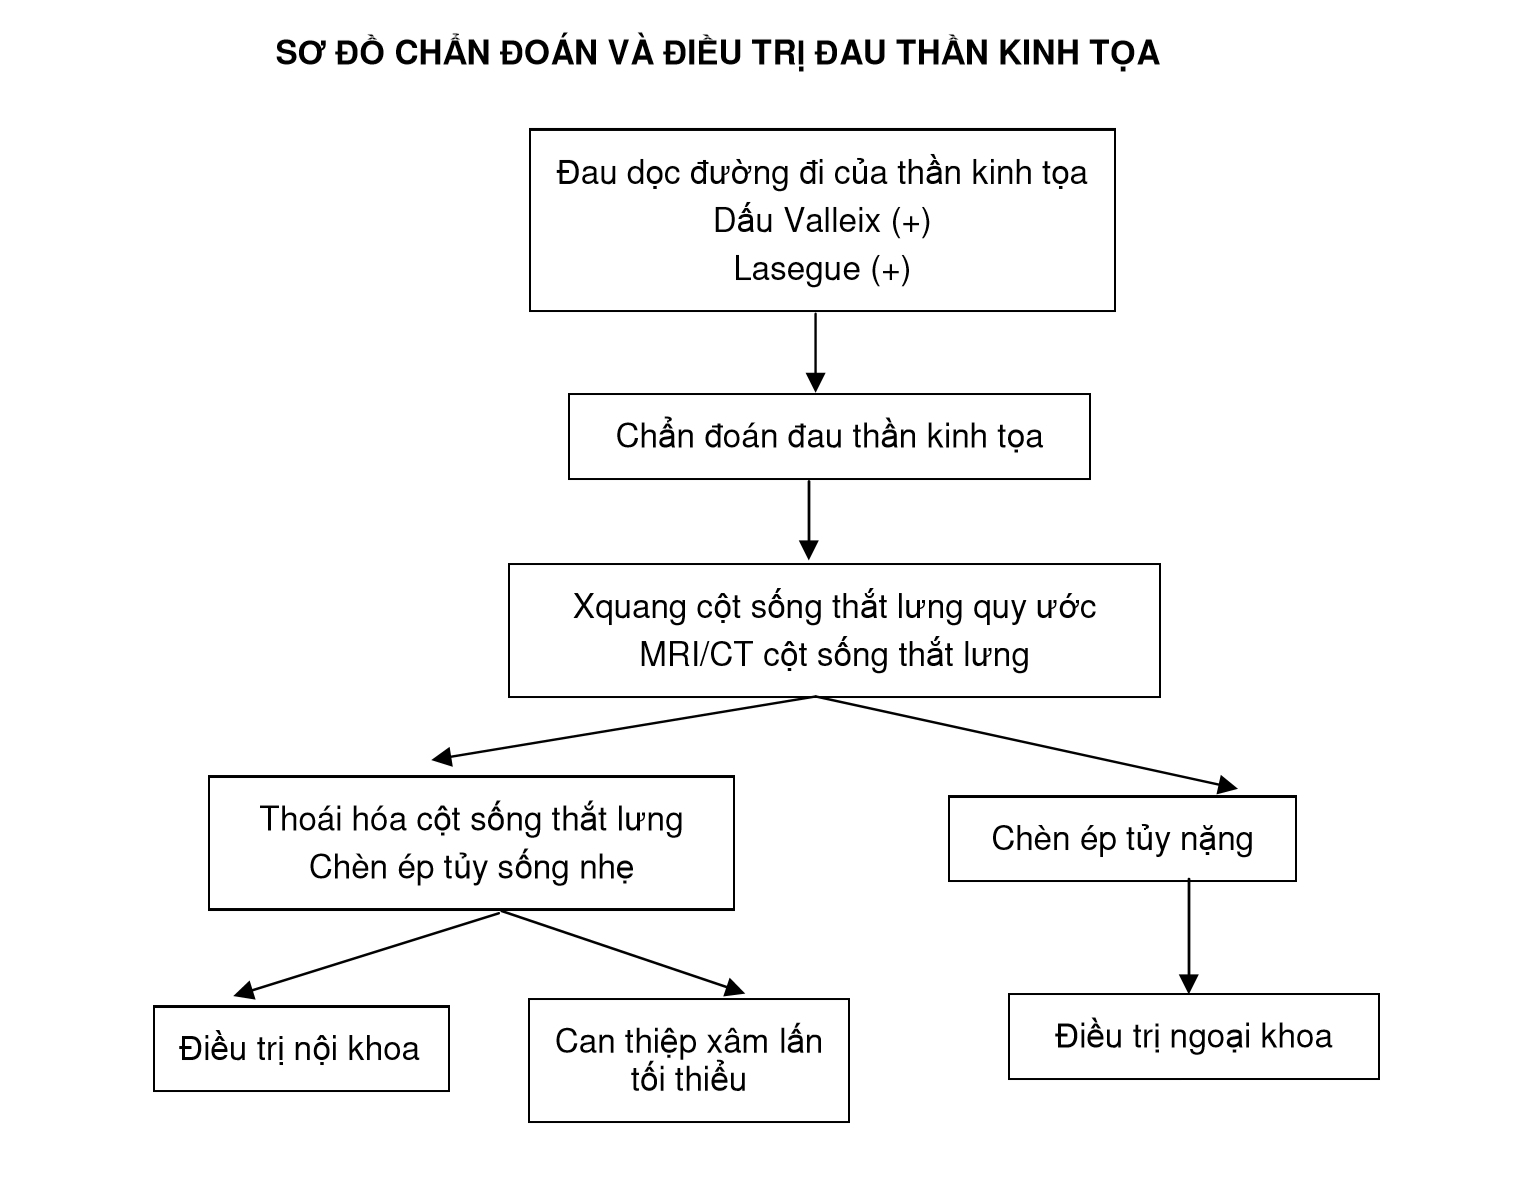 SƠ ĐỒ CHẨN ĐOÁN VÀ ĐIỀU TRỊ ĐAU THẦN KINH TỌA
Đau dọc đường đi của thần kinh tọa
Dấu Valleix (+)
Lasegue (+)
Chẩn đoán đau thần kinh tọa
Xquang cột sống thắt lưng quy ước
MRI/CT cột sống thắt lưng
Thoái hóa cột sống thắt lưng
Chèn ép tủy sống nhẹ
Chèn ép tủy nặng
Điều trị nội khoa
Can thiệp xâm lấn
tối thiểu
Điều trị ngoại khoa